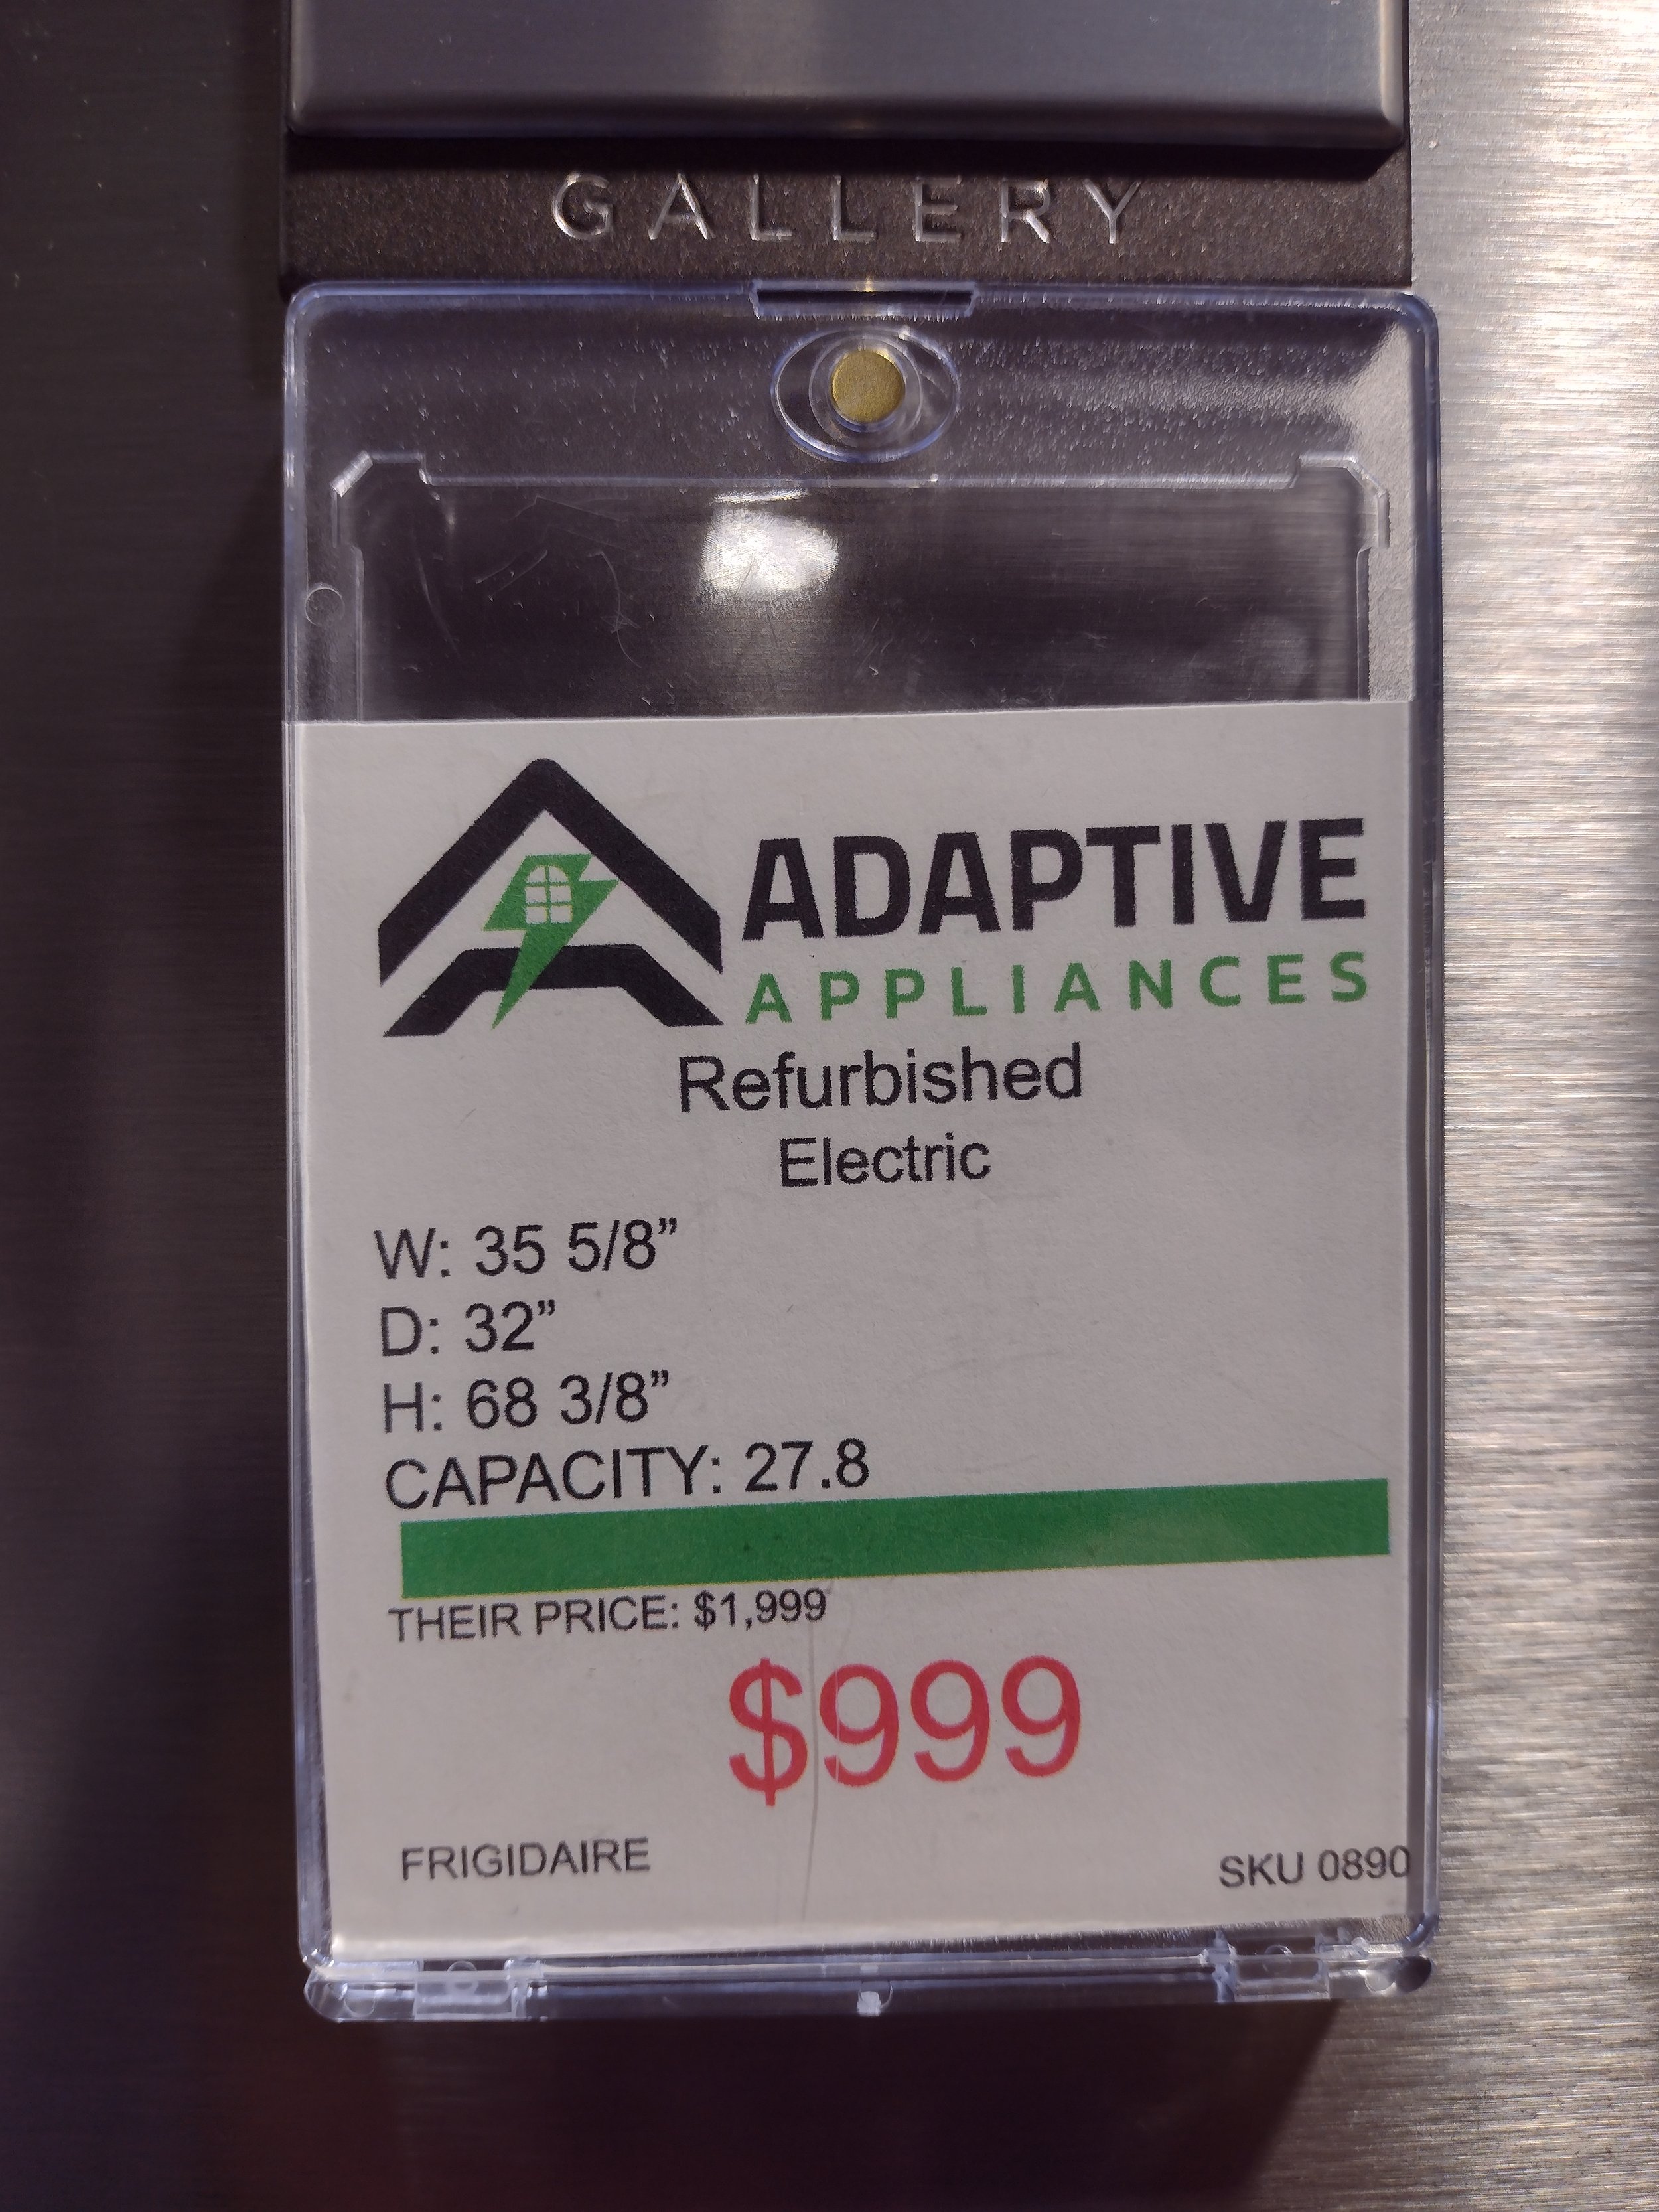 GALLERY
ADAPTIVE
APPLIANCES
Refurbished
Electric
W: 35 5/8”
D: 32”
H: 68 3/8”
CAPACITY: 27.8
THEIR PRICE: $1,999
$999
FRIGIDAIRE SKU 0890